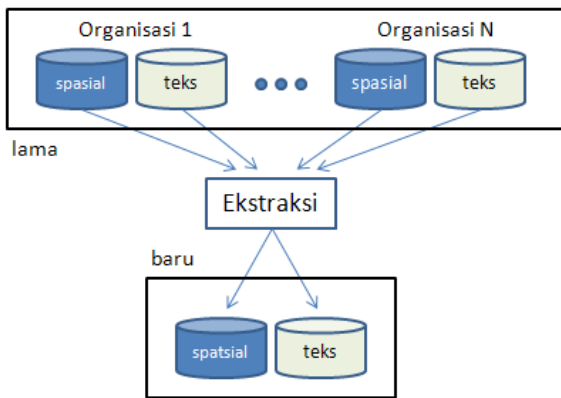 Organisasi 1
Organisasi N
spasial
teks
spasial
teks
lama
Ekstraksi
baru
spatsial
teks